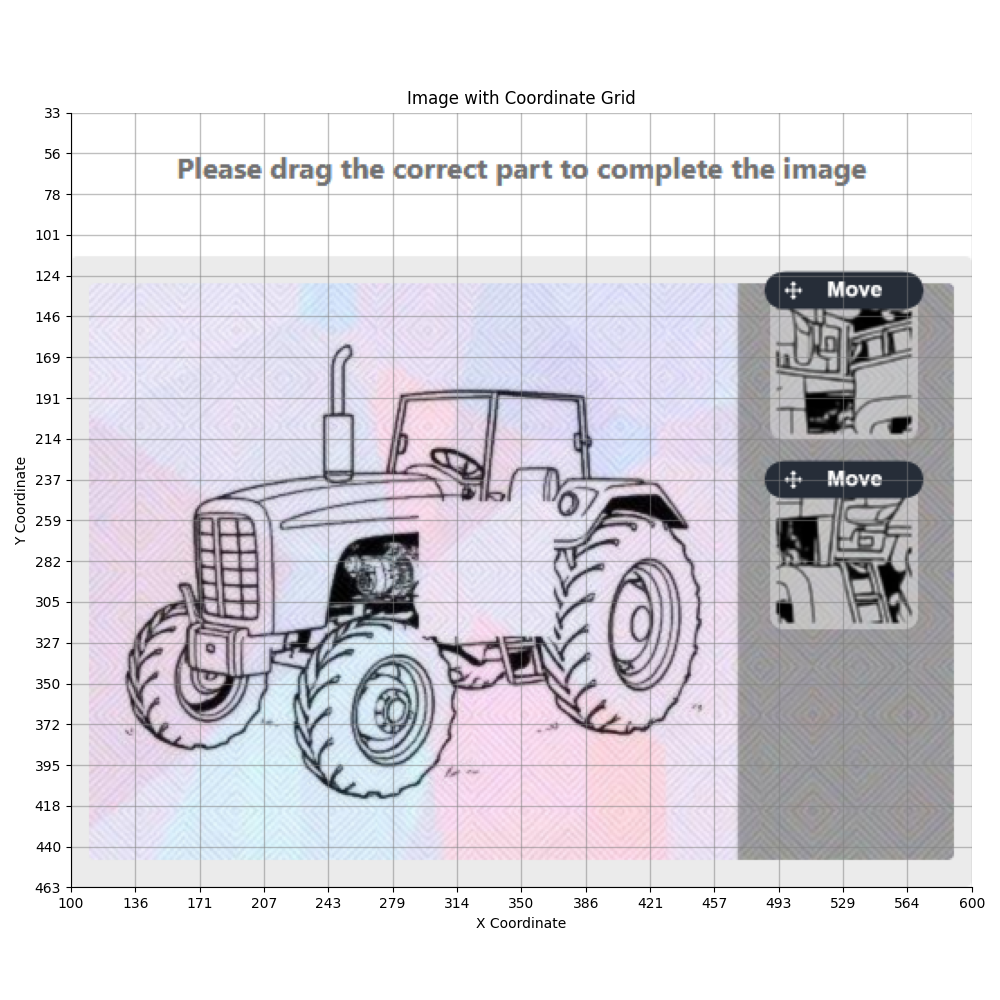 Image with Coordinate Grid
Please drag the correct part to complete the image
Move
Move
Y Coordinate
33
56
78
101
124
146
169
191
214
237
259
282
305
327
350
372
395
418
440
463
100 136 171 207 243 279 314 350 386 421 457 493 529 564 600
X Coordinate